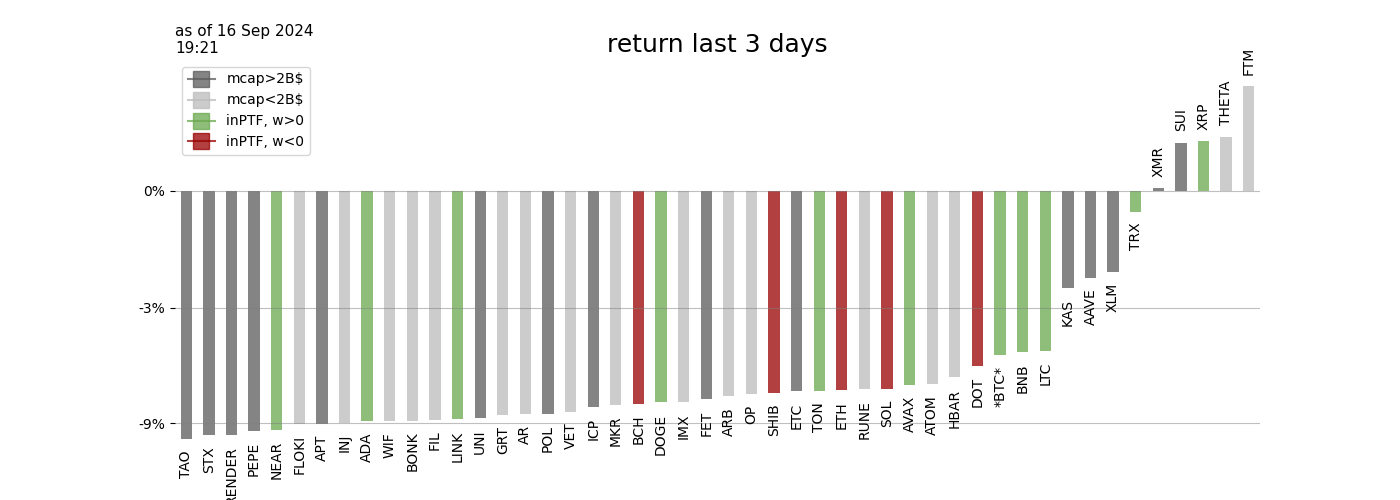 as of 16 Sep 2024
19:21
return last 3 days
mcap>2B$
mcap<2B$
inPTF, w>0
inPTF, w<0
0%
-3%
-9%
TAO
STX
RENDER
PEPE
NEAR
FLOKI
APT
INJ
ADA
WIF
BONK
FIL
LINK
UNI
GRT
AR
POL
VET
ICP
MKR
BCH
DOGE
IMX
FET
ARB
OP
SHIB
ETC
TON
ETH
RUNE
SOL
AVAX
ATOM
HBAR
DOT
*BTC*
BNB
LTC
KAS
AAVE
XLM
TRX
XMR
SUI
XRP
THETA
FTM